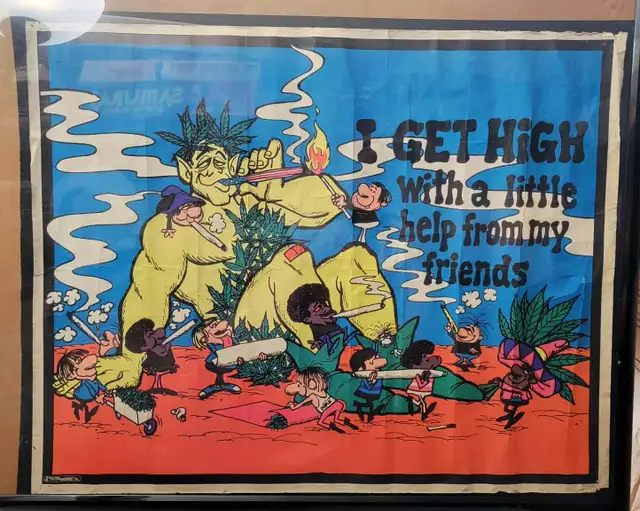 I GET HiGH
with a little
help from my
friends